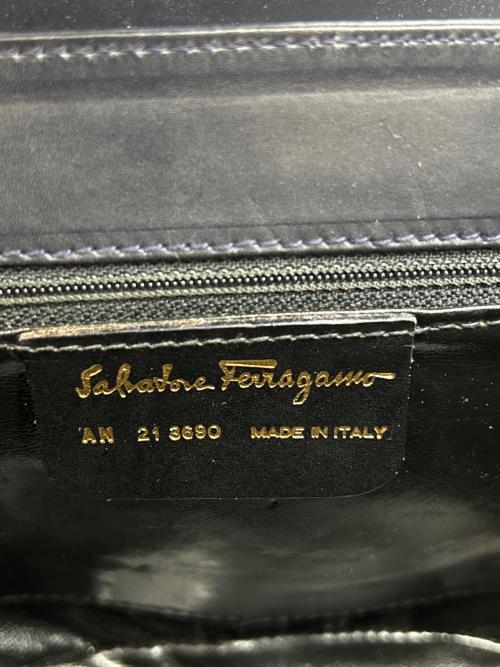 Salvatore Ferragamo
AN 21 3690 MADE IN ITALY